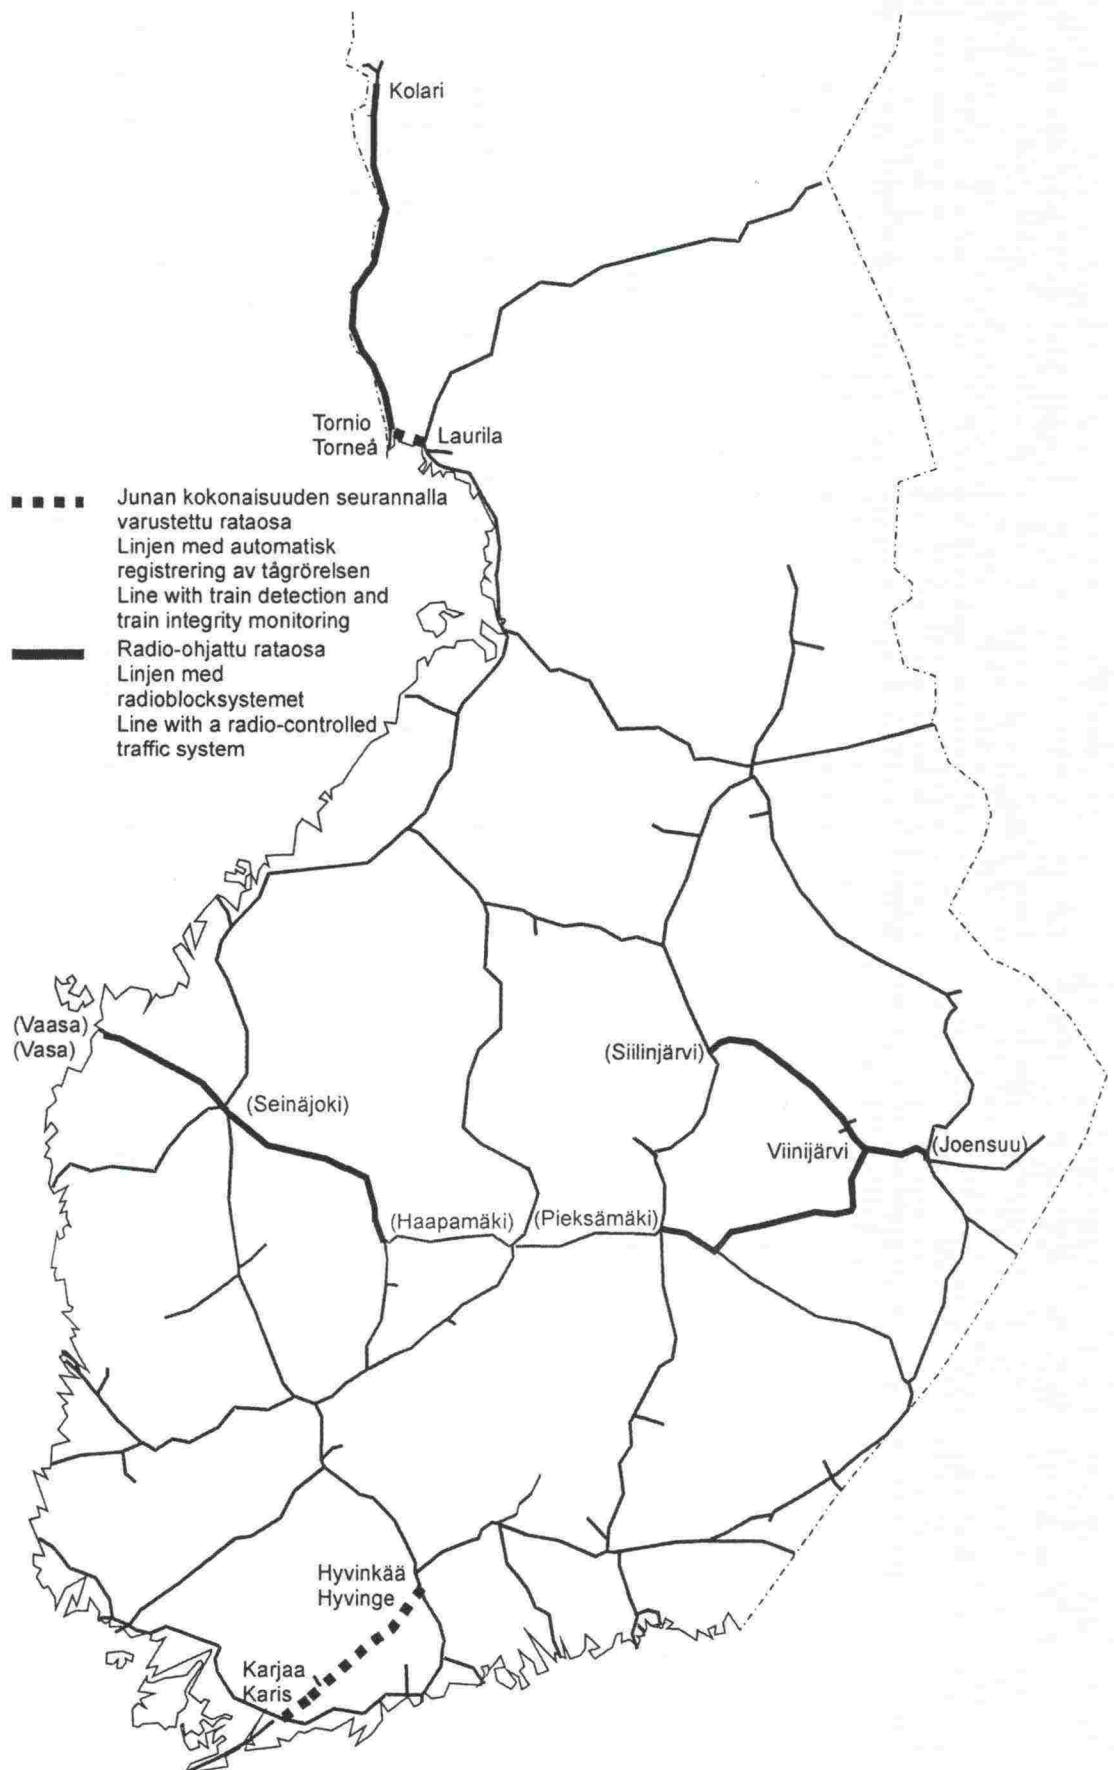 Kolari
Tornio
Torneå
Laurila
Junan kokonaisuuden seurannalla
varustettu rataosa
Linjen med automatisk
registrering av tågrörelsen
Line with train detection and
train integrity monitoring
Radio-ohjattu rataosa
Linjen med
radioblocksystemet
Line with a radio-controlled
traffic system
(Vaasa)
(Vasa)
(Siilinjärvi)
(Seinäjoki)
Viinijärvi
(Joensuu)
(Haapamäki)
(Pieksämäki)
Hyvinkää
Hyvinge
Karjaa
Karis